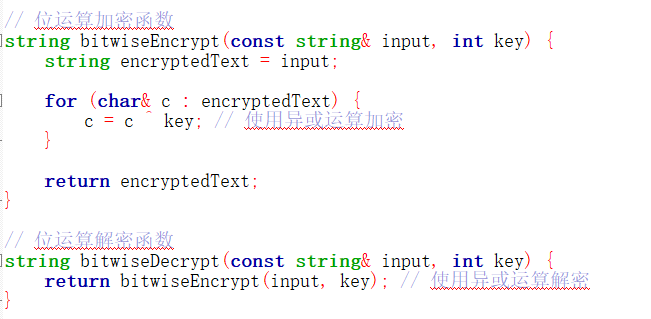 // 位运算加密函数
string bitwiseEncrypt(const string& input, int key) {
    string encryptedText = input;
    for (char& c : encryptedText) {
        c = c ^ key; // 使用异或运算加密
    }
    return encryptedText;
}
// 位运算解密函数
string bitwiseDecrypt(const string& input, int key) {
    return bitwiseEncrypt(input, key); // 使用异或运算解密
}